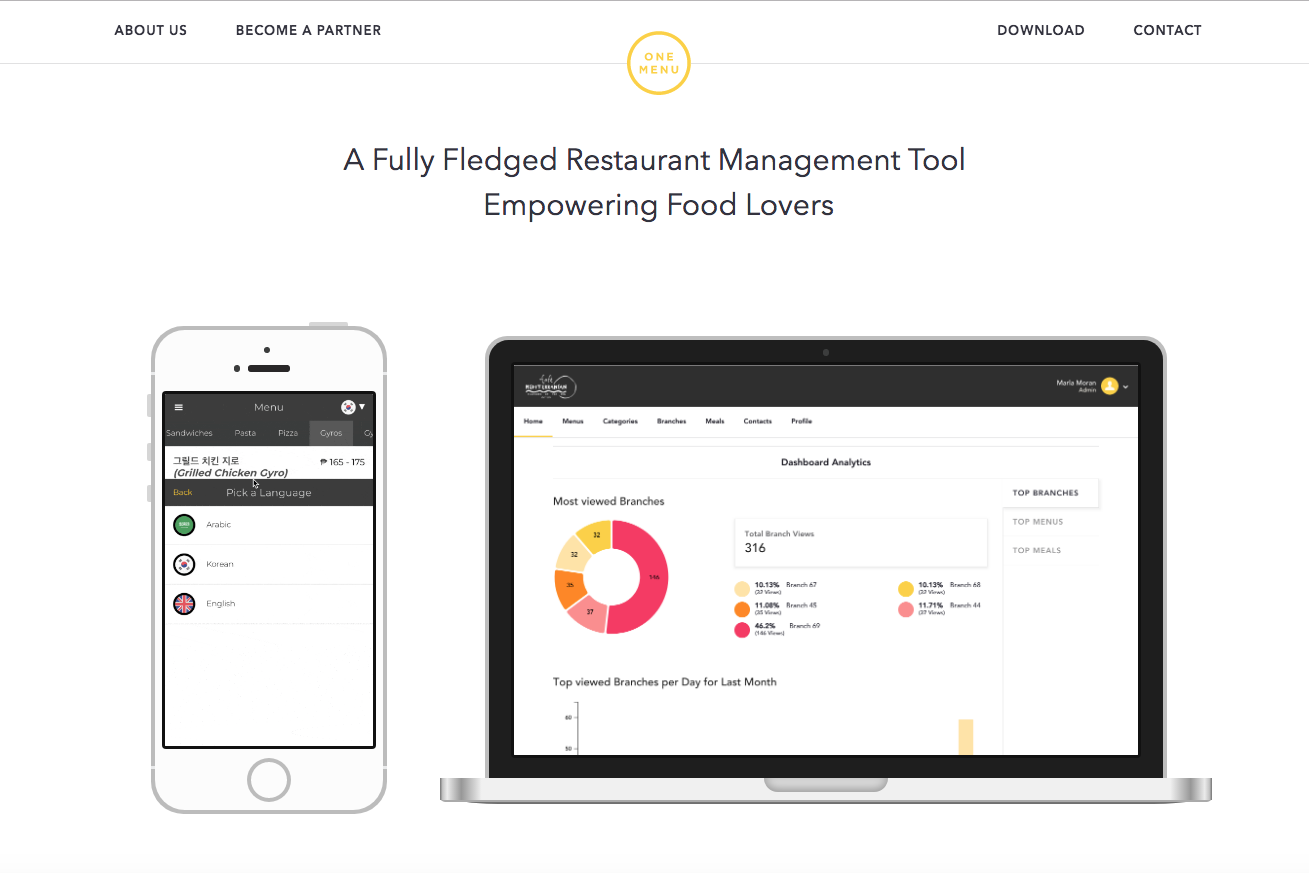 ABOUT US
BECOME A PARTNER
ONE
MENU
DOWNLOAD
CONTACT
A Fully Fledged Restaurant Management Tool
Empowering Food Lovers
Menu
Sandwiches Pasta Pizza Gyros Gy
그릴드 치킨 지로 ₱ 165 - 175
(Grilled Chicken Gyro)
Back Pick a Language
Arabic
Korean
English
Maria Moran
Admin
Home Menus Categories Branches Meals Contacts Profile
Dashboard Analytics
Most viewed Branches
32
32
35
37
146
Total Branch Views
316
10.13% Branch 67
(32 Views)
11.08% Branch 45
(35 Views)
46.2% Branch 69
(146 Views)
10.13% Branch 68
(32 Views)
11.71% Branch 44
(37 Views)
TOP BRANCHES
TOP MENUS
TOP MEALS
Top viewed Branches per Day for Last Month
60
50